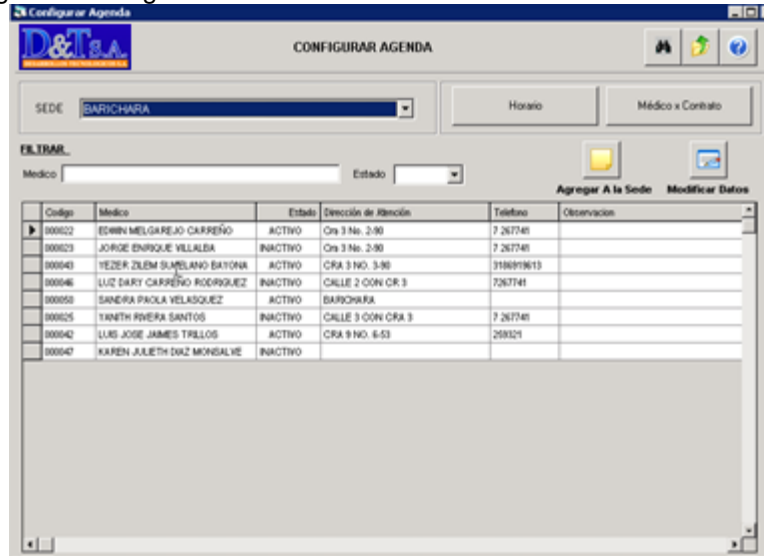 Configurar Agenda
D&T S.A.
CONFIGURAR AGENDA
SEDE BARICHARA
Horario
Médico x Contrato
FILTRAR..
Medico
Estado
Agregar A la Sede
Modificar Datos
Codigo Medico Estado Dirección de Atención Telefono Observacion
000022 EDWIN MELGAREJO CARREÑO ACTIVO Cra 3 No. 2-90 7 267741
000023 JORGE ENRIQUE VILLALBA INACTIVO Cra 3 No. 2-90 7 267741
000043 YEZER ZILEM BAYONA ACTIVO CRA 3 NO. 3-90 3186919613
000046 LUZ DARY CARREÑO RODRIGUEZ INACTIVO CALLE 2 CON CR 3 7267741
000050 SANDRA PAOLA VELASQUEZ ACTIVO BARICHARA
000025 YANITH RIVERA SANTOS INACTIVO CALLE 3 CON CRA 3 7 267741
000042 LUIS JOSE JAIMES TRILLOS ACTIVO CRA 9 NO. 6-53 259321
000047 KAREN JULIETH DIAZ MONSALVE INACTIVO